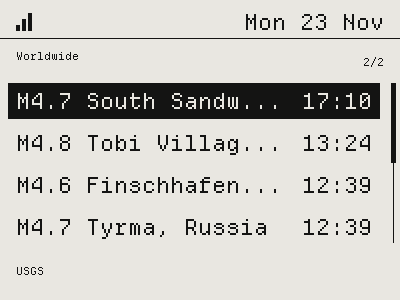 Mon 23 Nov
Worldwide
2/2
M4.7 South Sandw... 17:10
M4.8 Tobi Villag... 13:24
M4.6 Finschhafen... 12:39
M4.7 Tyrma, Russia 12:39
USGS